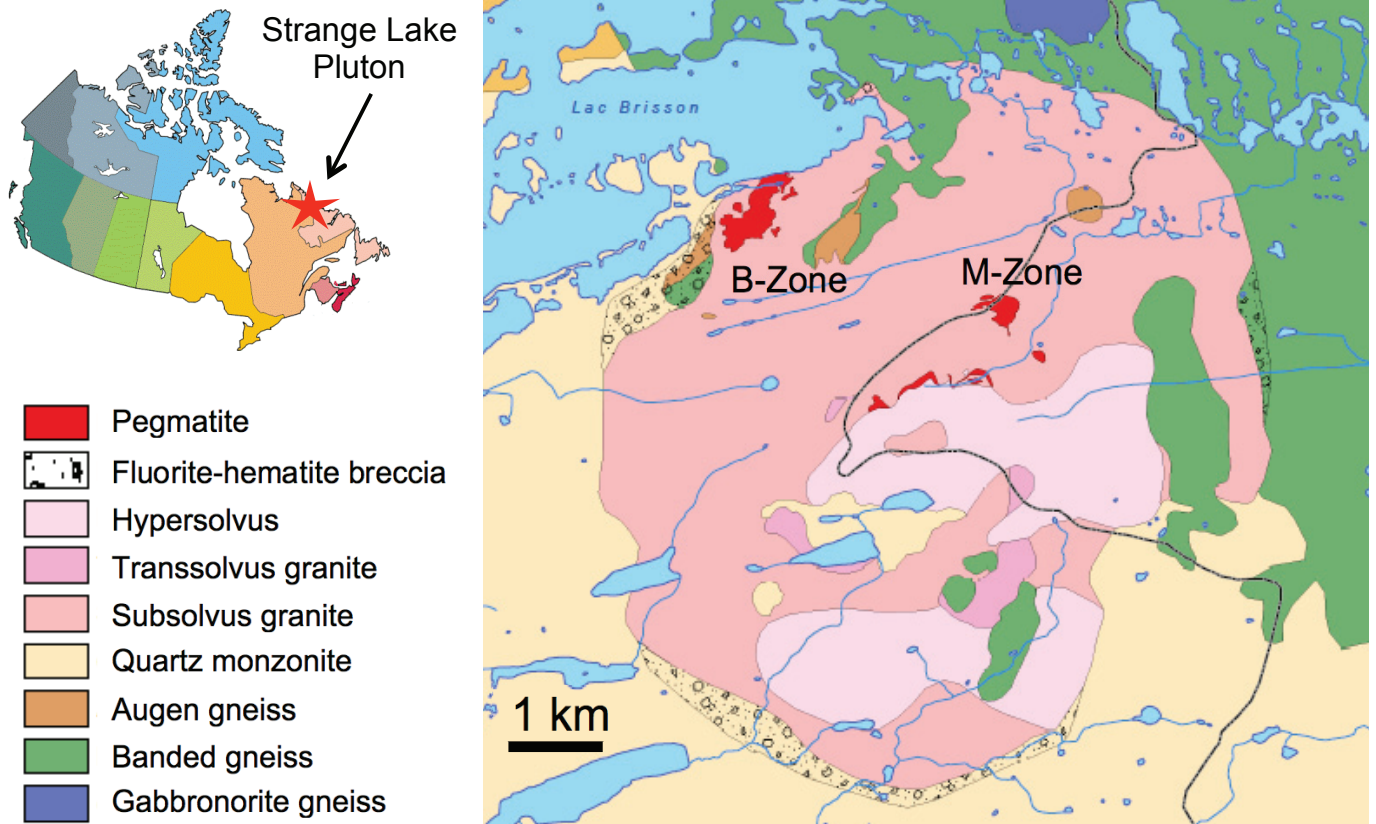 Strange Lake
Pluton
Lac Brisson
B-Zone
M-Zone
1 km
Pegmatite
Fluorite-hematite breccia
Hypersolvus
Transsolvus granite
Subsolvus granite
Quartz monzonite
Augen gneiss
Banded gneiss
Gabbronorite gneiss